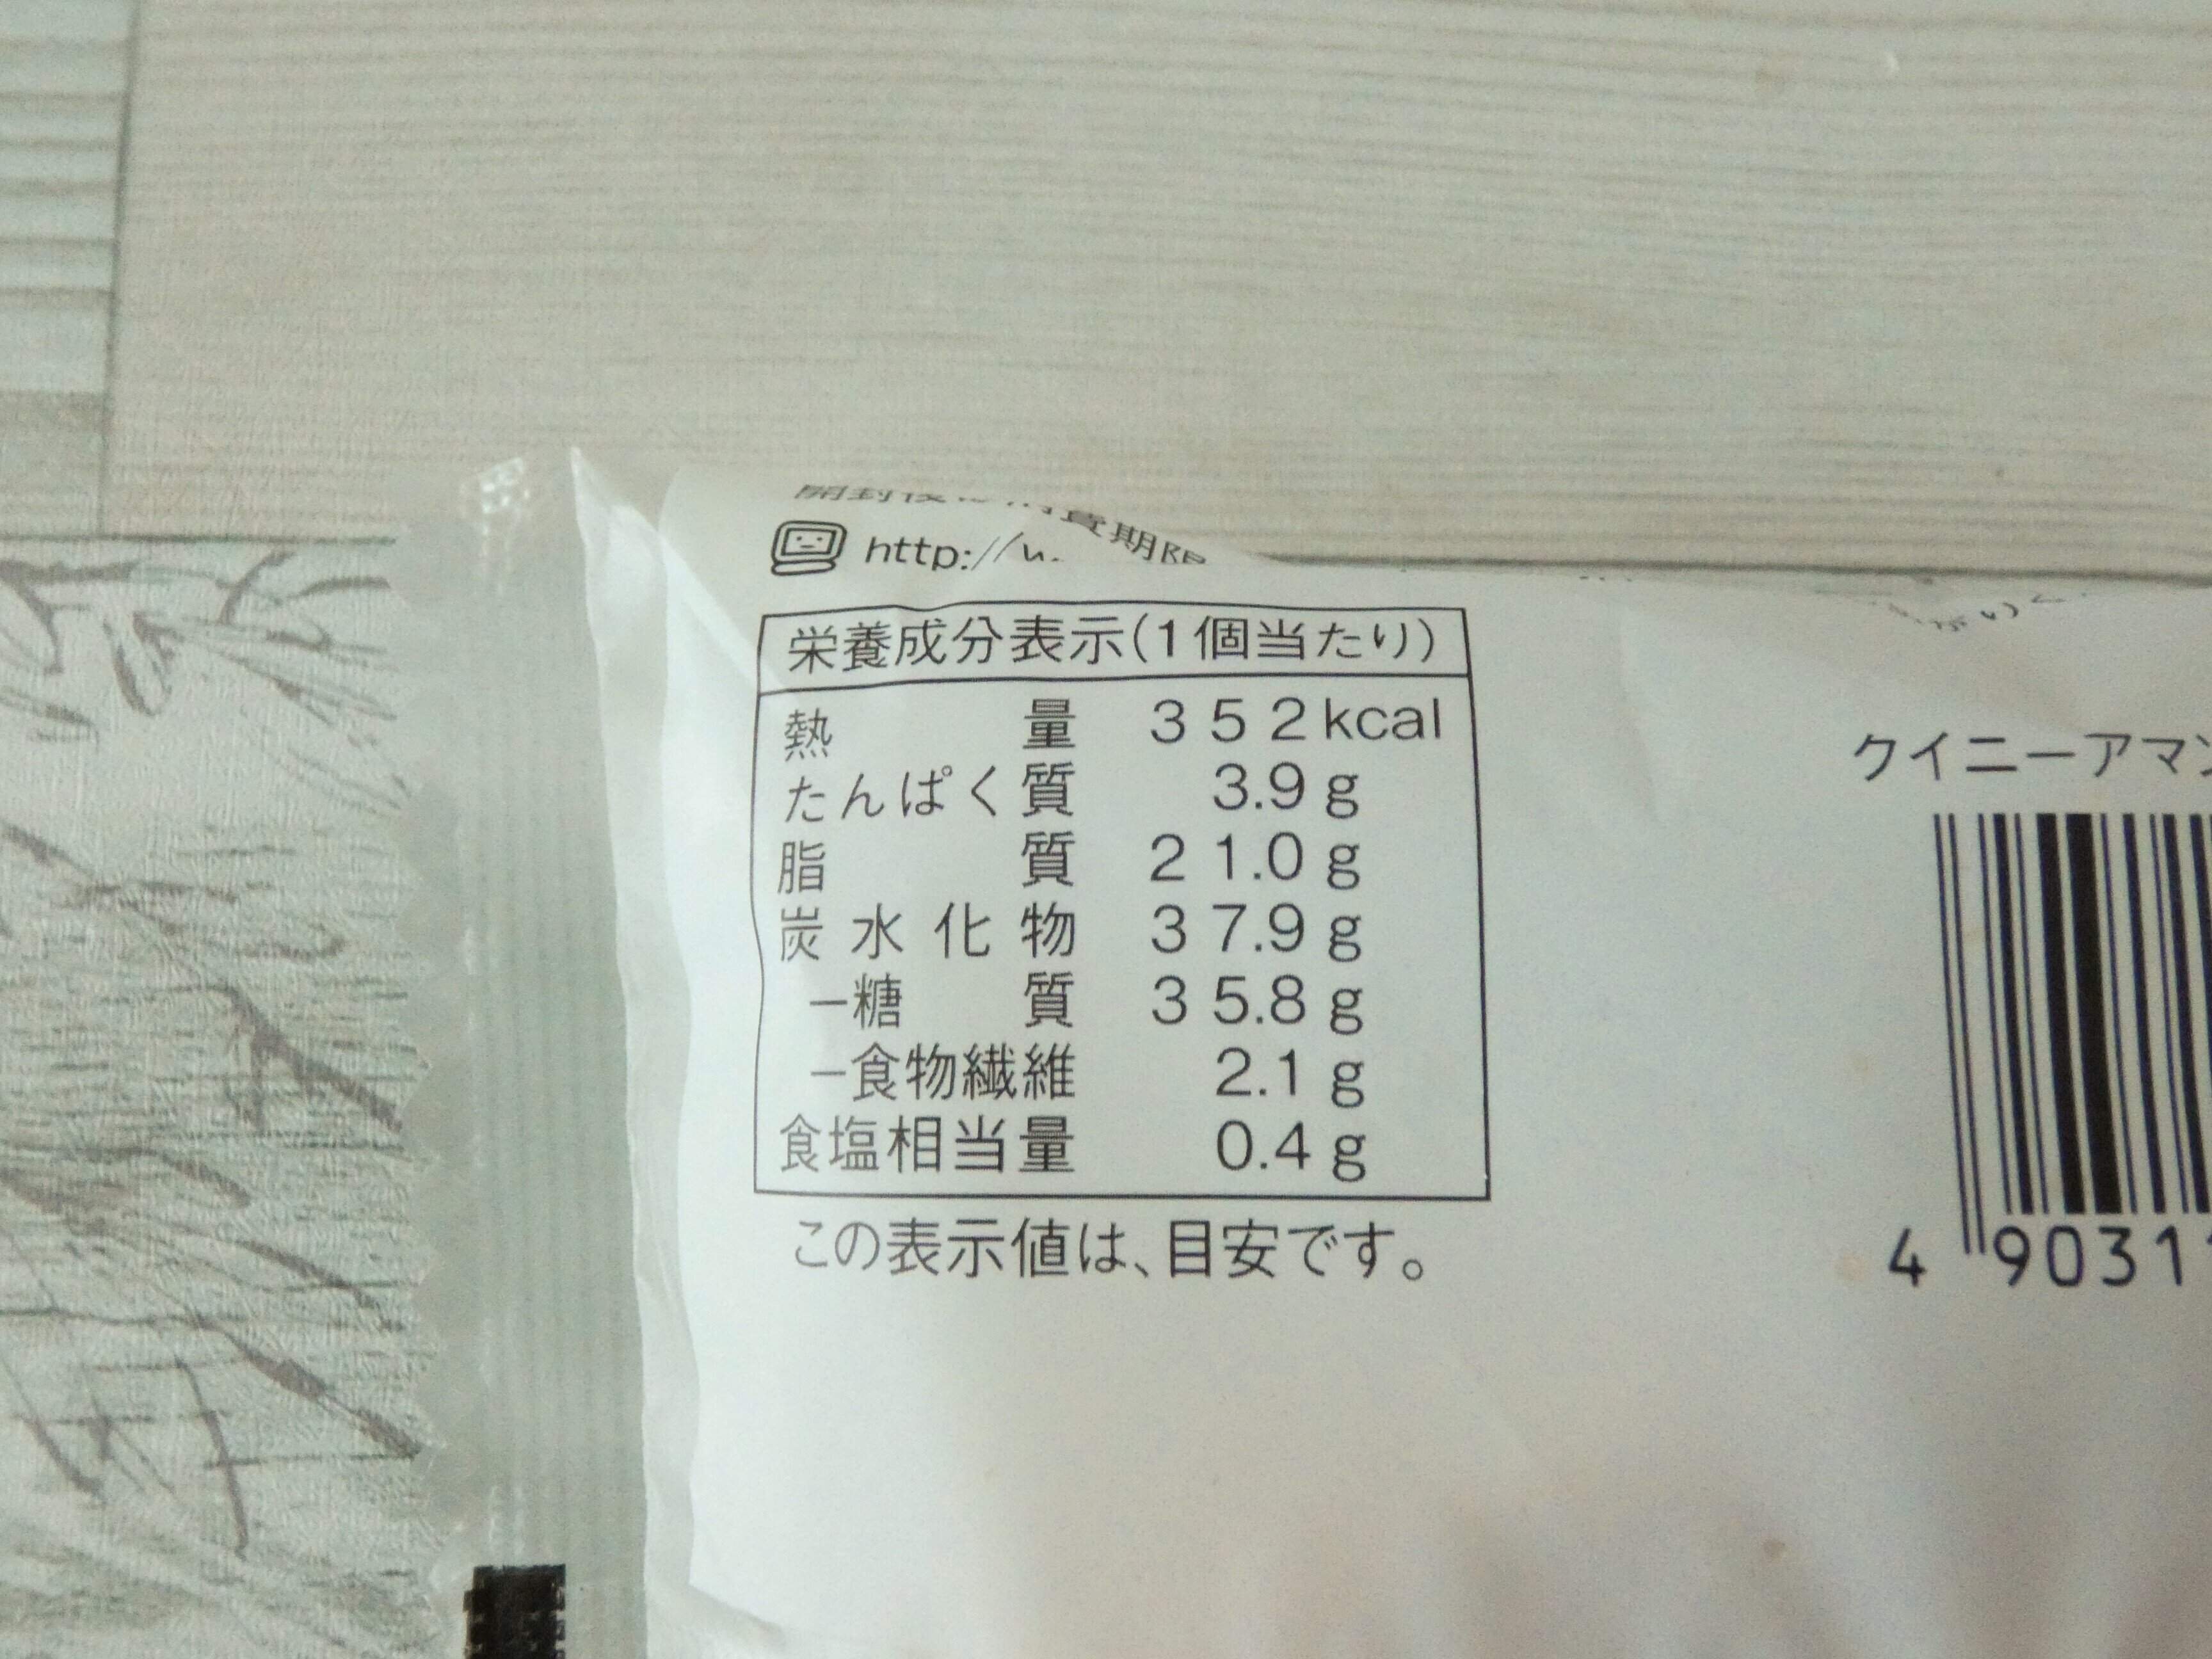 http://
栄養成分表示(1個当たり)
熱量 352kcal
たんぱく質 3.9g
脂質 21.0g
炭水化物 37.9g
－糖質 35.8g
－食物繊維 2.1g
食塩相当量 0.4g
この表示値は、目安です。
クイニーアマン
4 90311